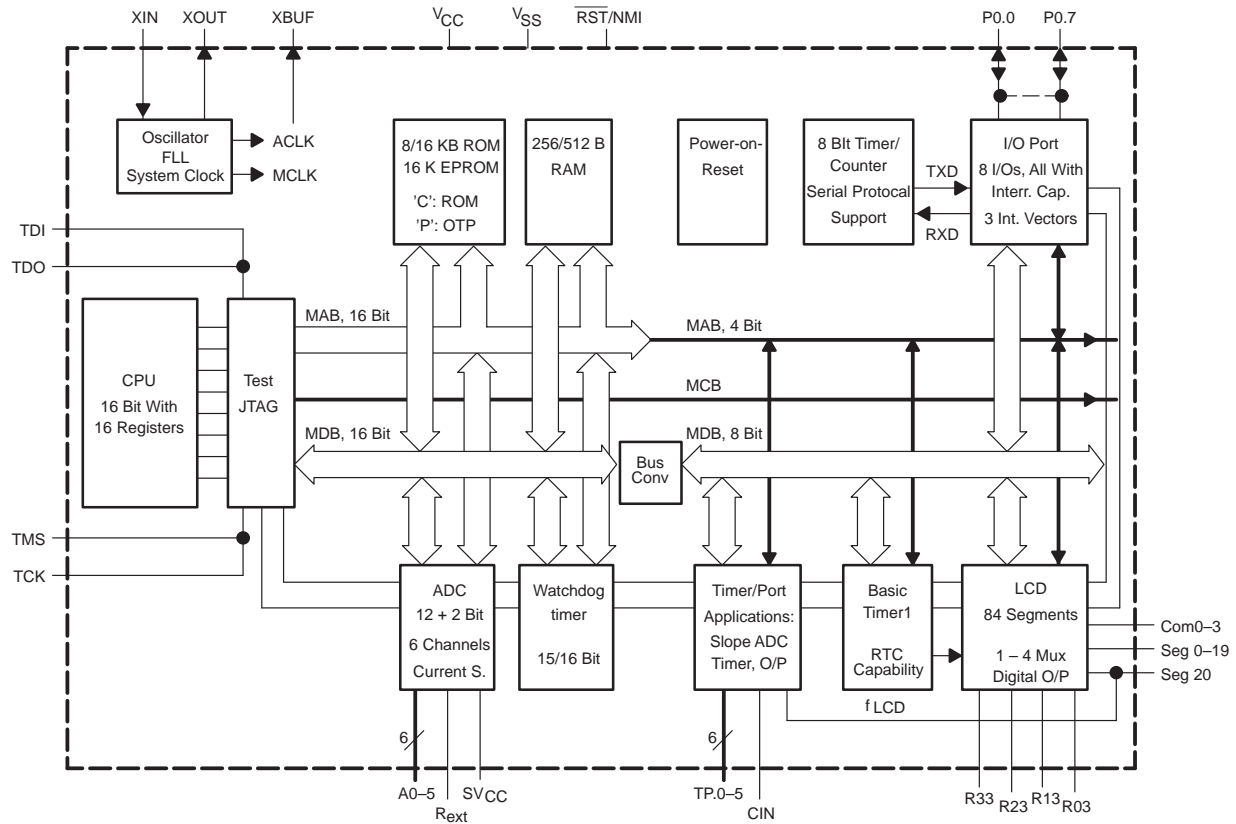 XIN XOUT XBUF VCC VSS RST/NMI P0.0 P0.7
Oscillator
FLL
System Clock
ACLK
MCLK
8/16 KB ROM
16 K EPROM
'C': ROM
'P': OTP
256/512 B
RAM
Power-on-
Reset
8 BIt Timer/
Counter
Serial Protocal
Support
TXD
RXD
I/O Port
8 I/Os, All With
Interr. Cap.
3 Int. Vectors
TDI
TDO
TMS
TCK
CPU
16 Bit With
16 Registers
Test
JTAG
MAB, 16 Bit
MAB, 4 Bit
MCB
MDB, 16 Bit
MDB, 8 Bit
Bus
Conv
ADC
12 + 2 Bit
6 Channels
Current S.
Watchdog
timer
15/16 Bit
Timer/Port
Applications:
Slope ADC
Timer, O/P
Basic
Timer1
RTC
Capability
fLCD
LCD
84 Segments
1 – 4 Mux
Digital O/P
Com0–3
Seg 0–19
Seg 20
6
6
A0–5
Rext
SVCC
TP.0–5
CIN
R33
R23
R13
R03